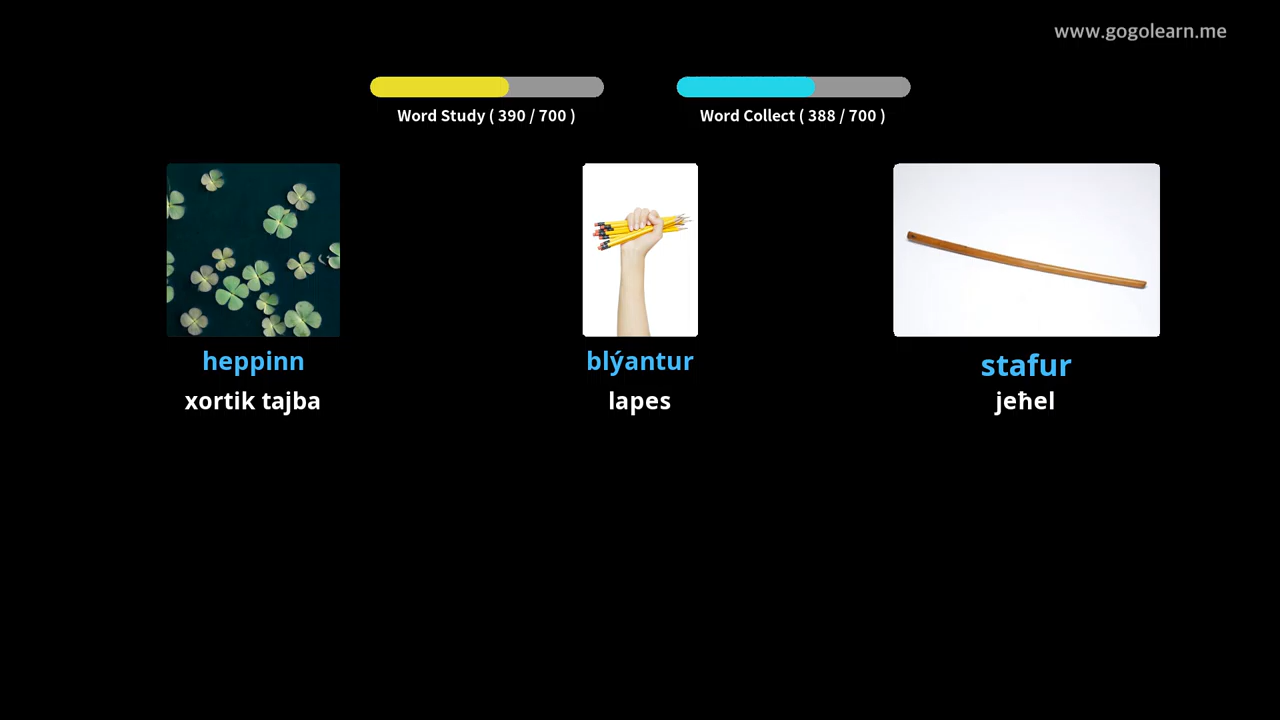 www.gogolearn.me
Word Study ( 390 / 700 )
Word Collect ( 388 / 700 )
heppinn
xortik tajba
blýantur
lapes
stafur
jeħel